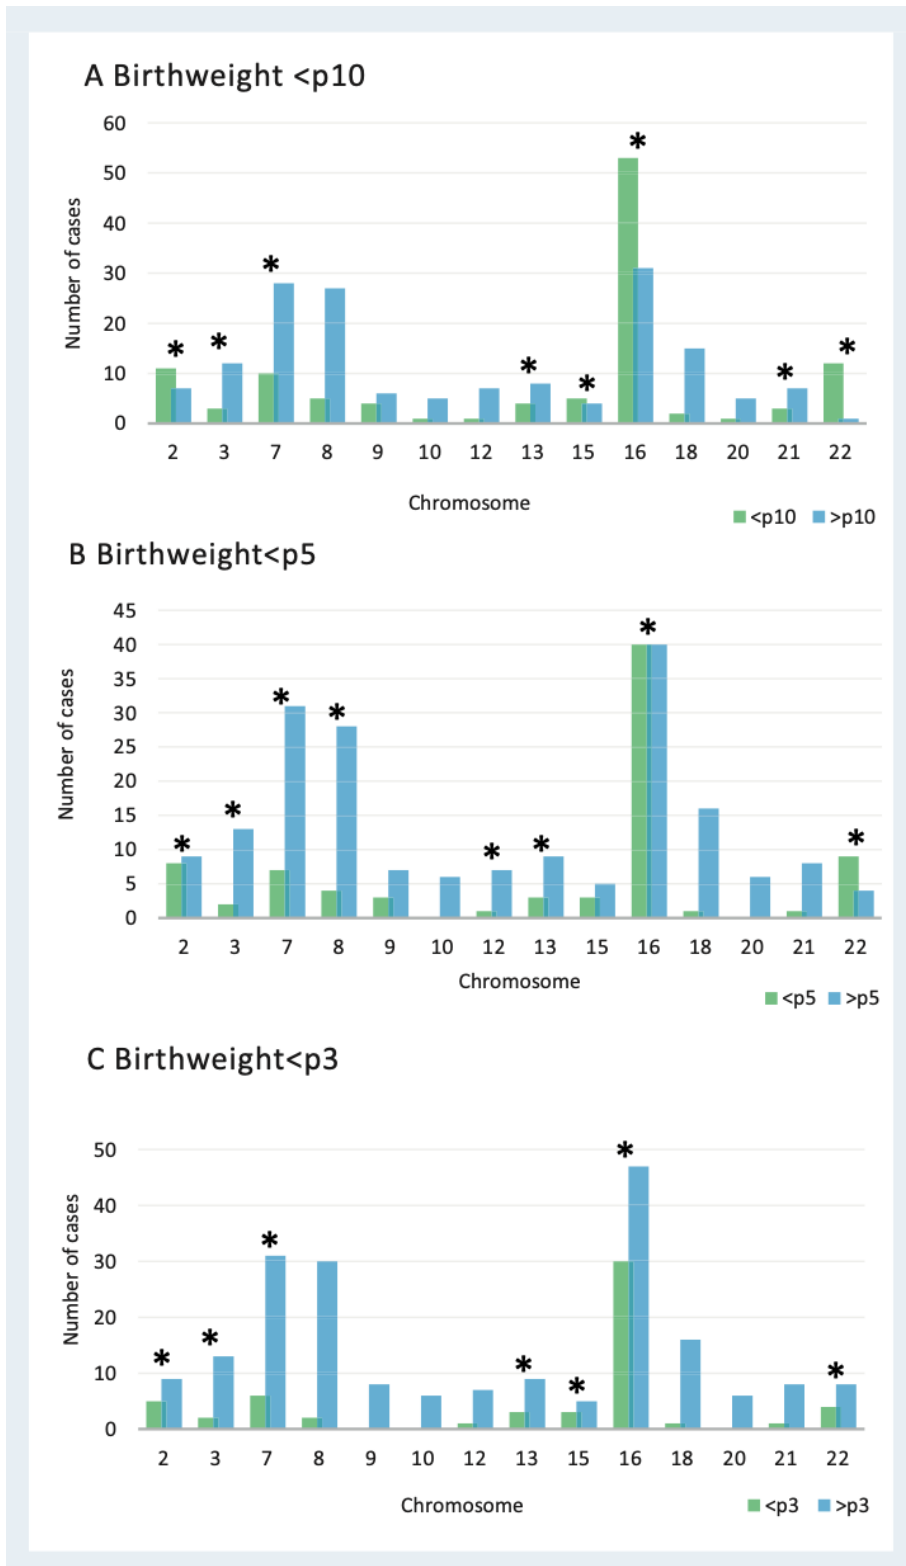 A Birthweight <p10
60
50
40
30
20
10
0
Number of cases
* * * * * * * *
2 3 7 8 9 10 12 13 15 16 18 20 21 22
Chromosome
<p10 >p10
B Birthweight<p5
45
40
35
30
25
20
15
10
5
0
Number of cases
* * * * * * * *
2 3 7 8 9 10 12 13 15 16 18 20 21 22
Chromosome
<p5 >p5
C Birthweight<p3
50
40
30
20
10
0
Number of cases
* * * * * * *
2 3 7 8 9 10 12 13 15 16 18 20 21 22
Chromosome
<p3 >p3